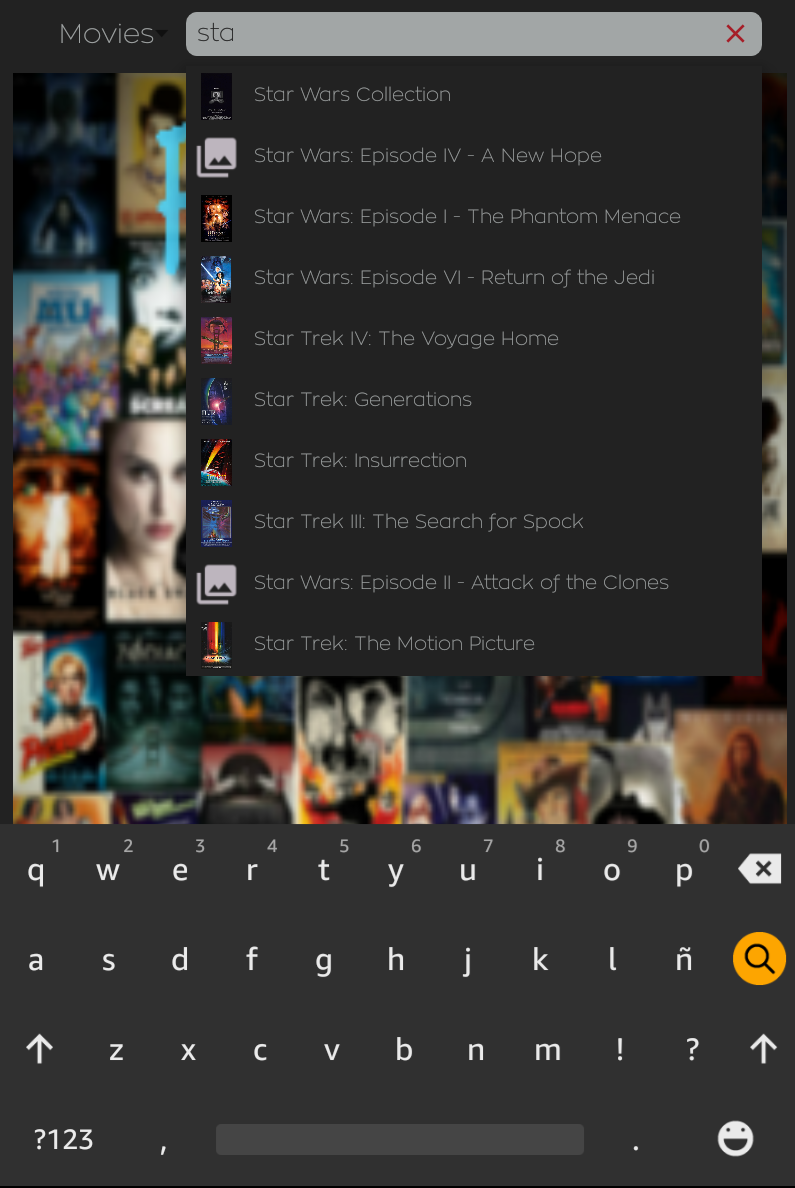 Movies sta
Star Wars Collection
Star Wars: Episode IV - A New Hope
Star Wars: Episode I - The Phantom Menace
Star Wars: Episode VI - Return of the Jedi
Star Trek IV: The Voyage Home
Star Trek: Generations
Star Trek: Insurrection
Star Trek III: The Search for Spock
Star Wars: Episode II - Attack of the Clones
Star Trek: The Motion Picture
1 2 3 4 5 6 7 8 9 0
q w e r t y u i o p
a s d f g h j k l ñ
z x c v b n m ! ?
?123 , .